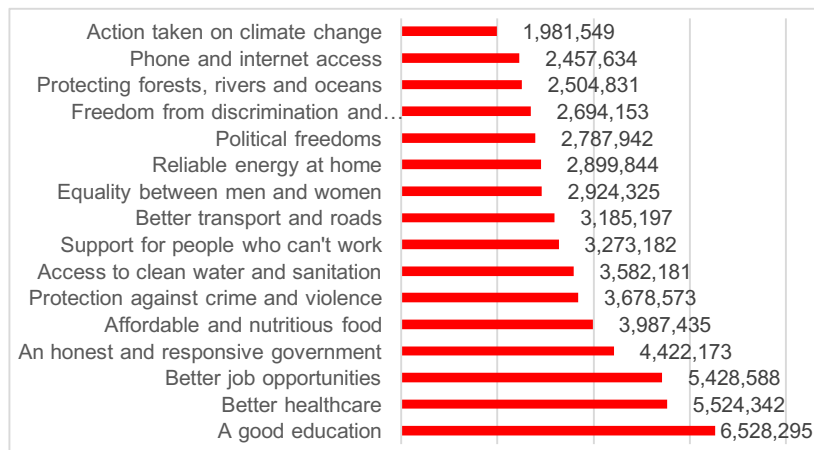 Action taken on climate change 1,981,549
Phone and internet access 2,457,634
Protecting forests, rivers and oceans 2,504,831
Freedom from discrimination and… 2,694,153
Political freedoms 2,787,942
Reliable energy at home 2,899,844
Equality between men and women 2,924,325
Better transport and roads 3,185,197
Support for people who can't work 3,273,182
Access to clean water and sanitation 3,582,181
Protection against crime and violence 3,678,573
Affordable and nutritious food 3,987,435
An honest and responsive government 4,422,173
Better job opportunities 5,428,588
Better healthcare 5,524,342
A good education 6,528,295